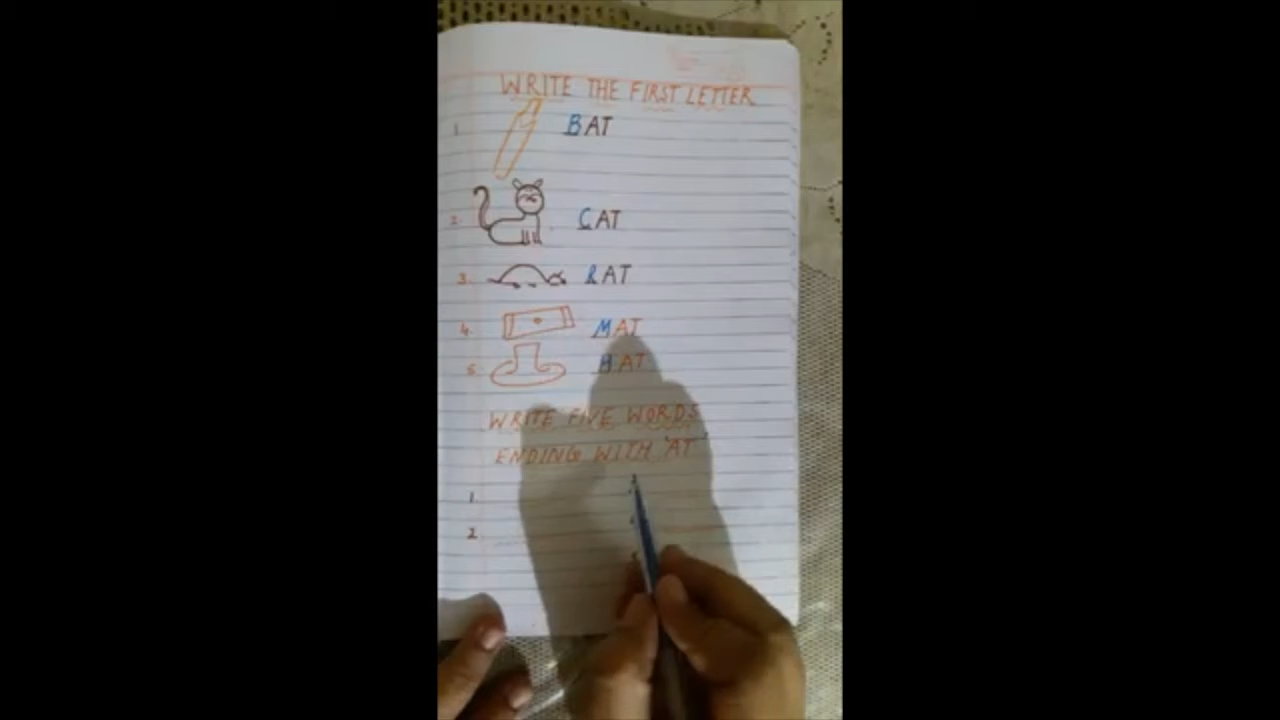 WRITE THE FIRST LETTER
1. BAT
2. CAT
3. RAT
4. MAT
5. HAT
WRITE FIVE WORDS
ENDING WITH 'AT'
1.
2.